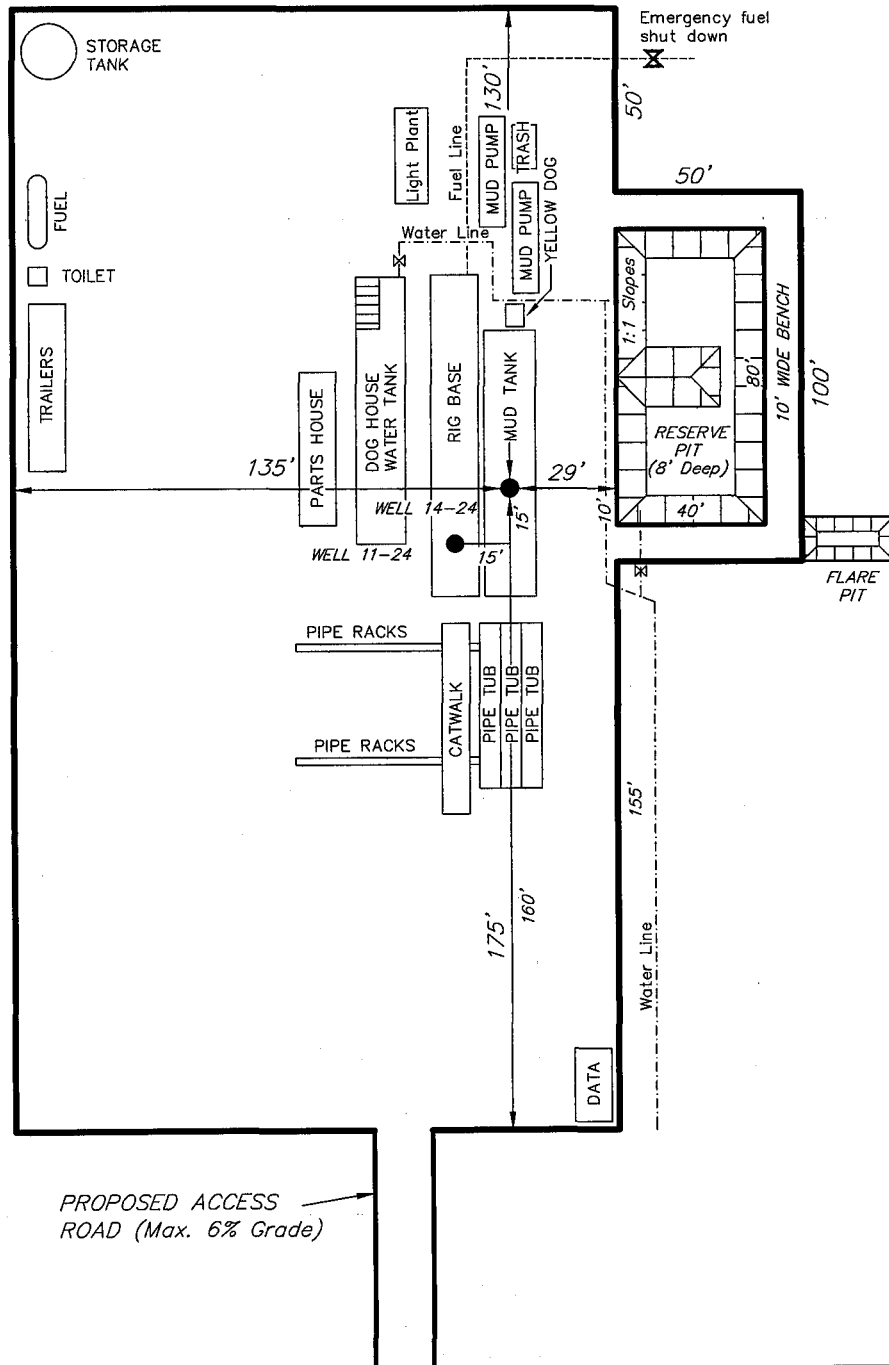 Emergency fuel
shut down
STORAGE
TANK
130'
50'
Light Plant
Fuel Line
MUD PUMP
TRASH
MUD PUMP
YELLOW DOG
50'
FUEL
Water Line
TOILET
1:1 Slopes
TRAILERS
PARTS HOUSE
DOG HOUSE
WATER TANK
RIG BASE
MUD TANK
80'
10' WIDE BENCH
100'
RESERVE
PIT
(8' Deep)
135'
29'
WELL 14-24
15'
10'
40'
WELL 11-24
15'
FLARE
PIT
PIPE RACKS
CATWALK
PIPE TUB
PIPE TUB
PIPE TUB
PIPE RACKS
155'
175'
160'
Water Line
DATA
PROPOSED ACCESS
ROAD (Max. 6% Grade)